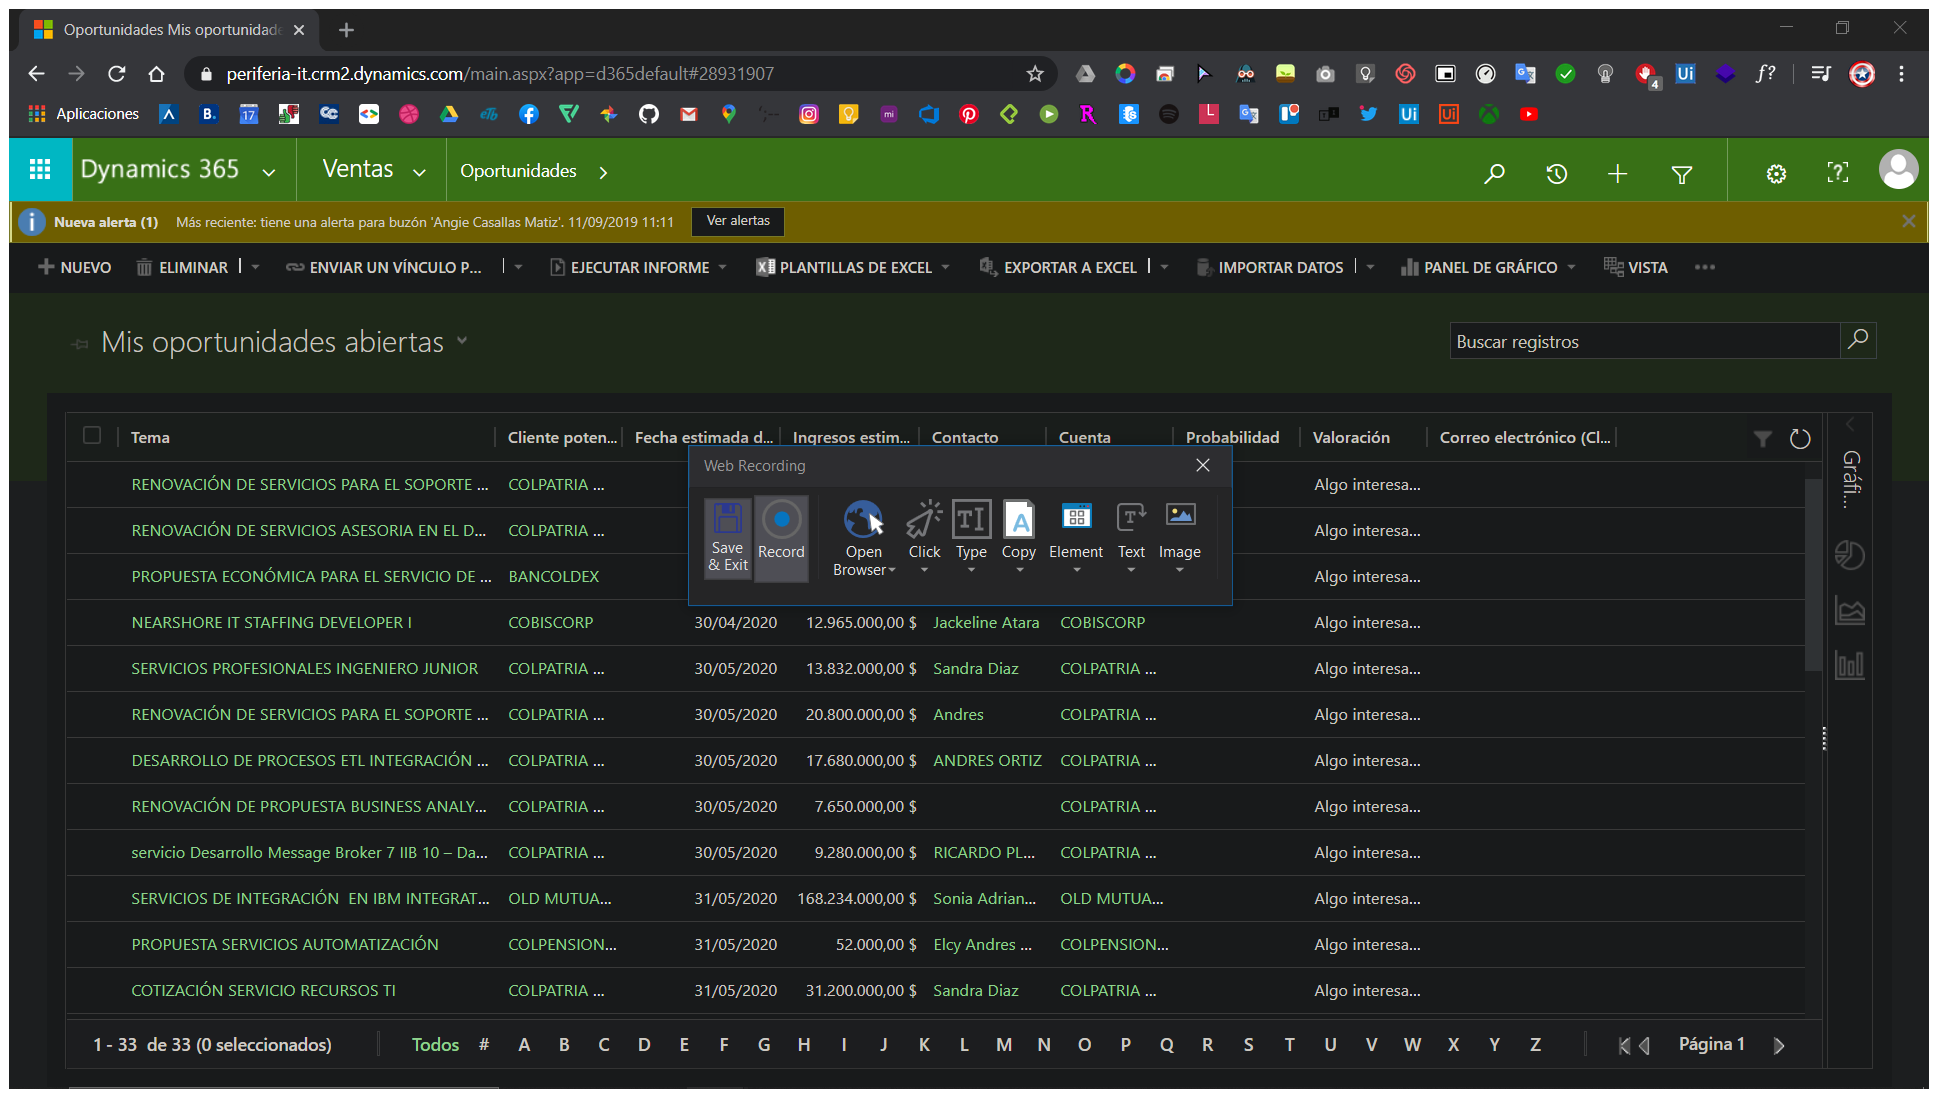 Oportunidades Mis oportunidade
periferia-it.crm2.dynamics.com/main.aspx?app=d365default#28931907
Aplicaciones
Dynamics 365 Ventas Oportunidades
Nueva alerta (1) Más reciente: tiene una alerta para buzón 'Angie Casallas Matiz'. 11/09/2019 11:11 Ver alertas
NUEVO ELIMINAR ENVIAR UN VÍNCULO P... EJECUTAR INFORME PLANTILLAS DE EXCEL EXPORTAR A EXCEL IMPORTAR DATOS PANEL DE GRÁFICO VISTA
Mis oportunidades abiertas
Buscar registros
Tema Cliente poten... Fecha estimada d... Ingresos estim... Contacto Cuenta Probabilidad Valoración Correo electrónico (Cl...
Gráfi...
Web Recording
Save & Exit Record Open Browser Click Type Copy Element Text Image
RENOVACIÓN DE SERVICIOS PARA EL SOPORTE ... COLPATRIA ... Algo interesa...
RENOVACIÓN DE SERVICIOS ASESORIA EN EL D... COLPATRIA ... Algo interesa...
PROPUESTA ECONÓMICA PARA EL SERVICIO DE ... BANCOLDEX Algo interesa...
NEARSHORE IT STAFFING DEVELOPER I COBISCORP 30/04/2020 12.965.000,00 $ Jackeline Atara COBISCORP Algo interesa...
SERVICIOS PROFESIONALES INGENIERO JUNIOR COLPATRIA ... 30/05/2020 13.832.000,00 $ Sandra Diaz COLPATRIA ... Algo interesa...
RENOVACIÓN DE SERVICIOS PARA EL SOPORTE ... COLPATRIA ... 30/05/2020 20.800.000,00 $ Andres COLPATRIA ... Algo interesa...
DESARROLLO DE PROCESOS ETL INTEGRACIÓN ... COLPATRIA ... 30/05/2020 17.680.000,00 $ ANDRES ORTIZ COLPATRIA ... Algo interesa...
RENOVACIÓN DE PROPUESTA BUSINESS ANALY... COLPATRIA ... 30/05/2020 7.650.000,00 $ COLPATRIA ... Algo interesa...
servicio Desarrollo Message Broker 7 IIB 10 – Da... COLPATRIA ... 30/05/2020 9.280.000,00 $ RICARDO PL... COLPATRIA ... Algo interesa...
SERVICIOS DE INTEGRACIÓN EN IBM INTEGRAT... OLD MUTUA... 31/05/2020 168.234.000,00 $ Sonia Adrian... OLD MUTUA... Algo interesa...
PROPUESTA SERVICIOS AUTOMATIZACIÓN COLPENSION... 31/05/2020 52.000,00 $ Elcy Andres ... COLPENSION... Algo interesa...
COTIZACIÓN SERVICIO RECURSOS TI COLPATRIA ... 31/05/2020 31.200.000,00 $ Sandra Diaz COLPATRIA ... Algo interesa...
1 - 33 de 33 (0 seleccionados) Todos # A B C D E F G H I J K L M N O P Q R S T U V W X Y Z Página 1